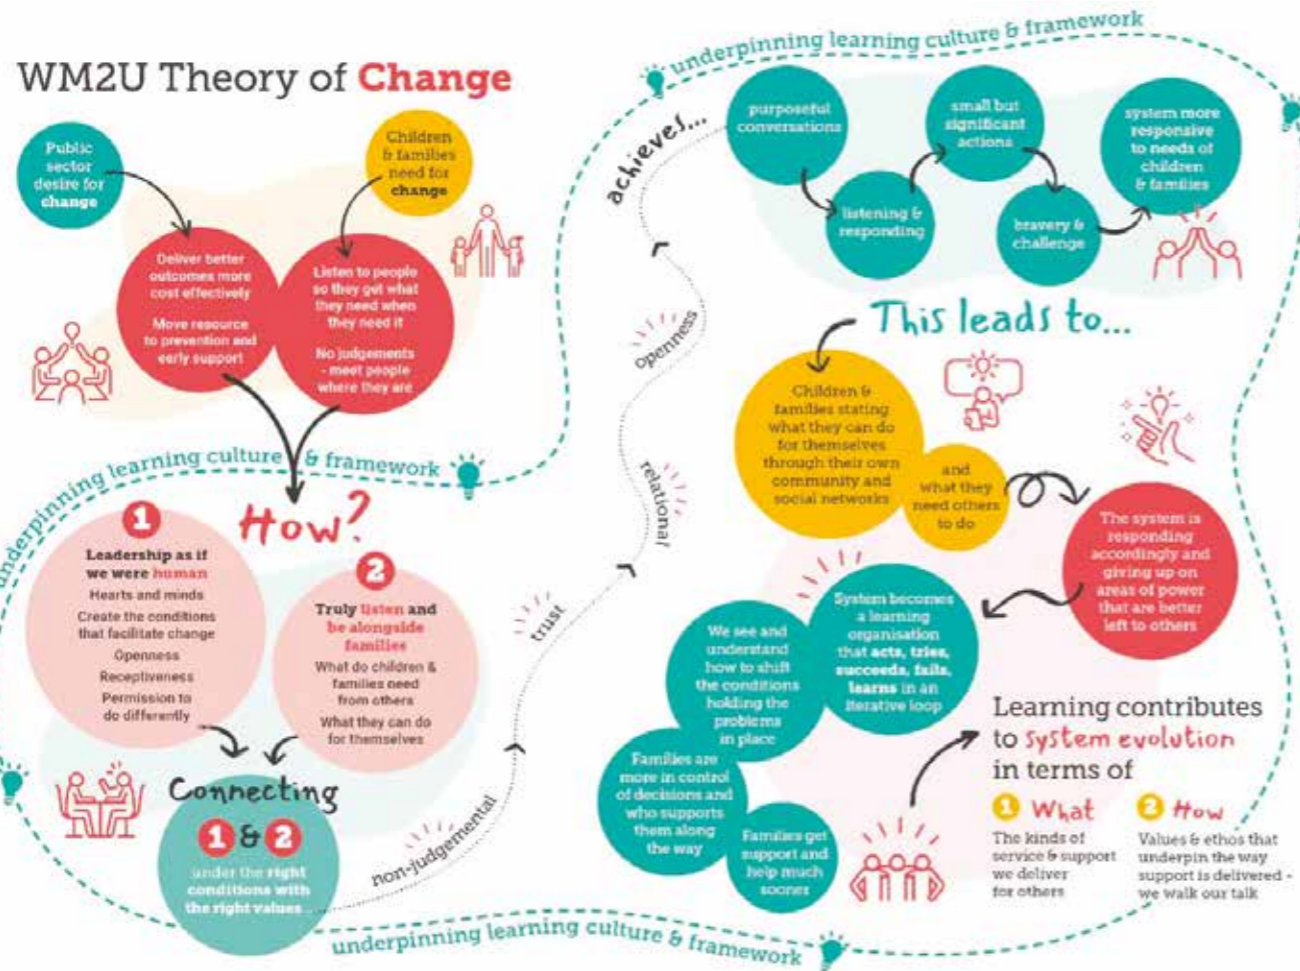 WM2U Theory of Change
Public
sector
desire for
change
Children
& families
need for
change
Deliver better
outcomes more
cost effectively
Move resource
to prevention and
early support
Listen to people
so they get what
they need when
they need it
No judgements
- meet people
where they are
underpinning learning culture & framework
How?
1
Leadership as if
we were human
Hearts and minds
Create the conditions
that facilitate change
Openness
Receptiveness
Permission to
do differently
2
Truly listen and
be alongside
families
What do children &
families need
from others
What they can do
for themselves
Connecting
1 & 2
under the right
conditions with
the right values
non-judgemental
trust
relational
openness
achieves...
underpinning learning culture & framework
purposeful
conversations
listening &
responding
small but
significant
actions
bravery &
challenge
system more
responsive
to needs of
children
& families
This leads to...
Children &
families stating
what they can do
for themselves
through their own
community and
social networks
and
what they
need others
to do
The system is
responding
accordingly and
giving up on
areas of power
that are better
left to others
System becomes
a learning
organisation
that acts, tries,
succeeds, fails,
learns in an
iterative loop
We see and
understand
how to shift
the conditions
holding the
problems
in place
Families are
more in control
of decisions and
who supports
them along
the way
Families get
support and
help much
sooner
Learning contributes
to system evolution
in terms of
1 What
The kinds of
service & support
we deliver
for others
2 How
Values & ethos that
underpin the way
support is delivered -
we walk our talk
underpinning learning culture & framework